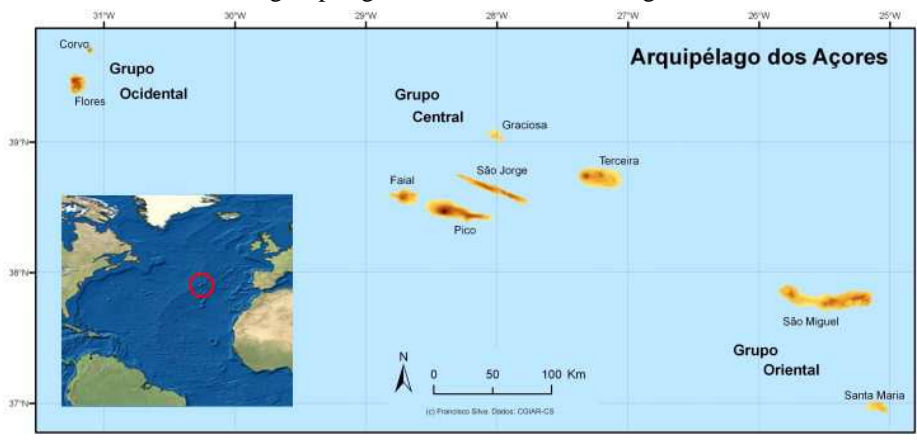 31°W 30°W 29°W 28°W 27°W 26°W 25°W
Arquipélago dos Açores
Corvo
Grupo
Ocidental
Flores
Grupo
Central
Graciosa
39°N
São Jorge
Terceira
Faial
Pico
38°N
São Miguel
Grupo
Oriental
N
0 50 100 Km
Santa Maria
37°N
(c) Francisco Silva. Dados: CGIAR-CS